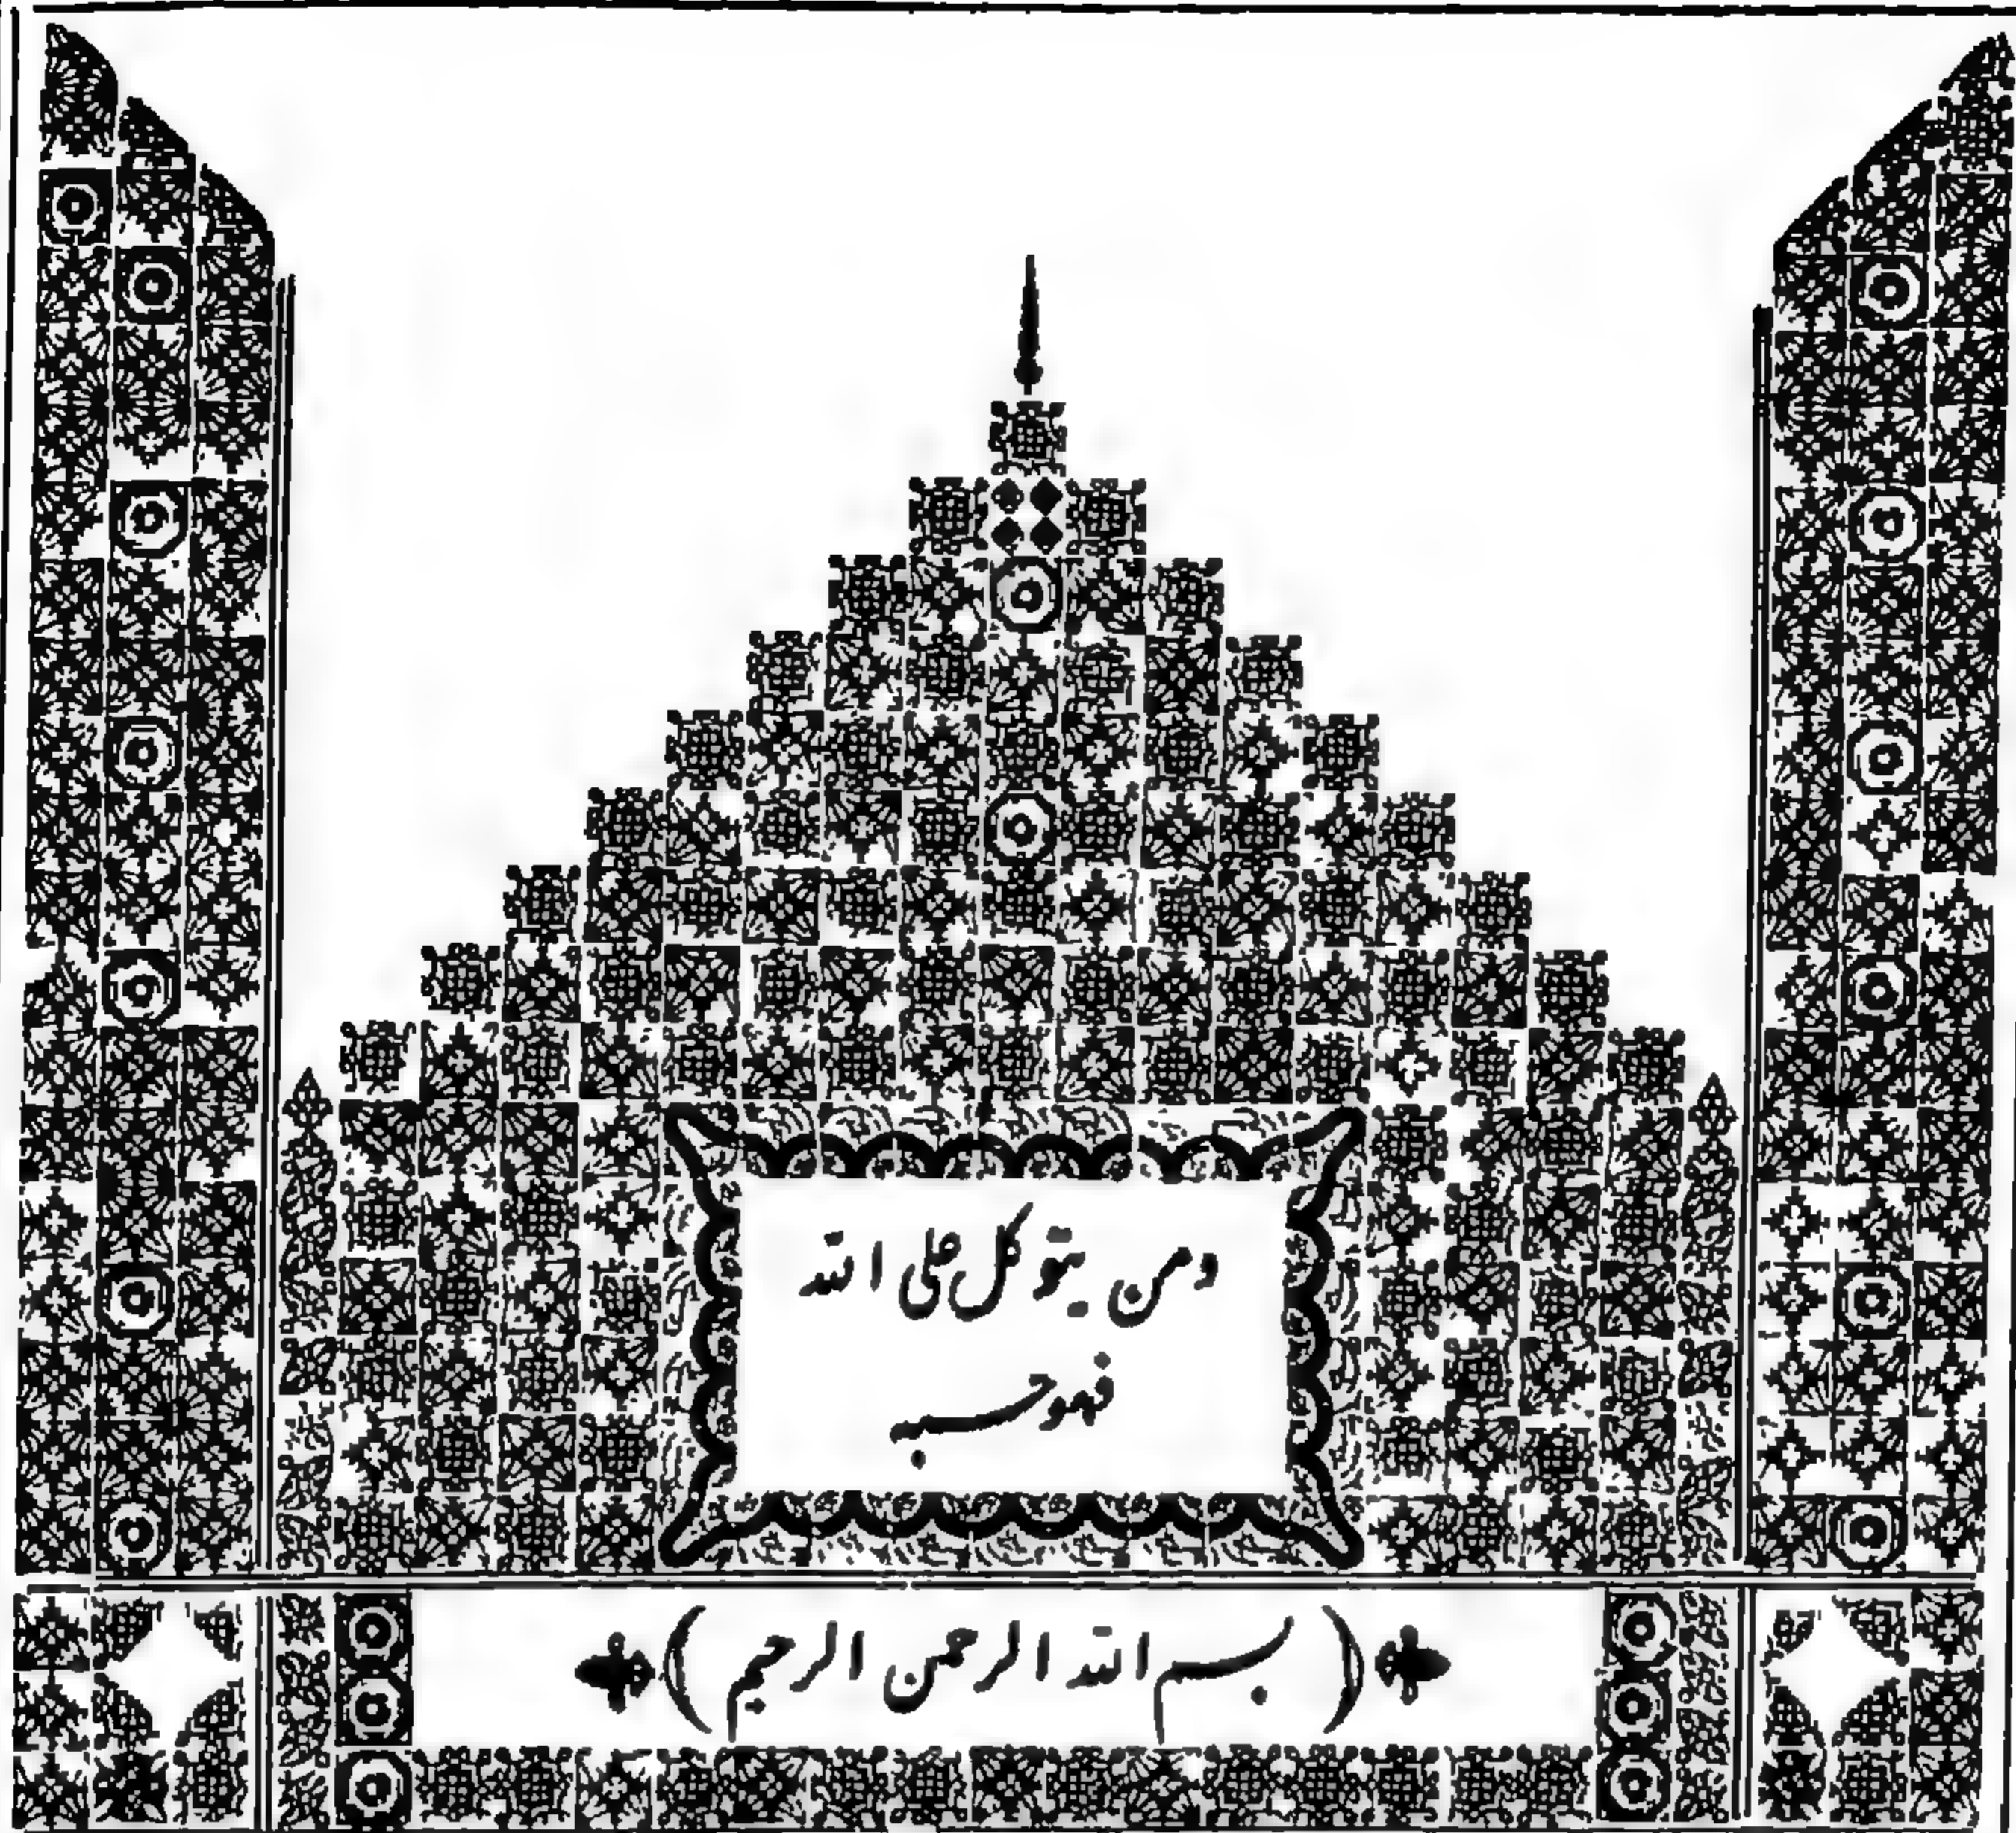 ومن يتوكل على الله
فهو حسبه
(بسم الله الرحمن الرحيم)